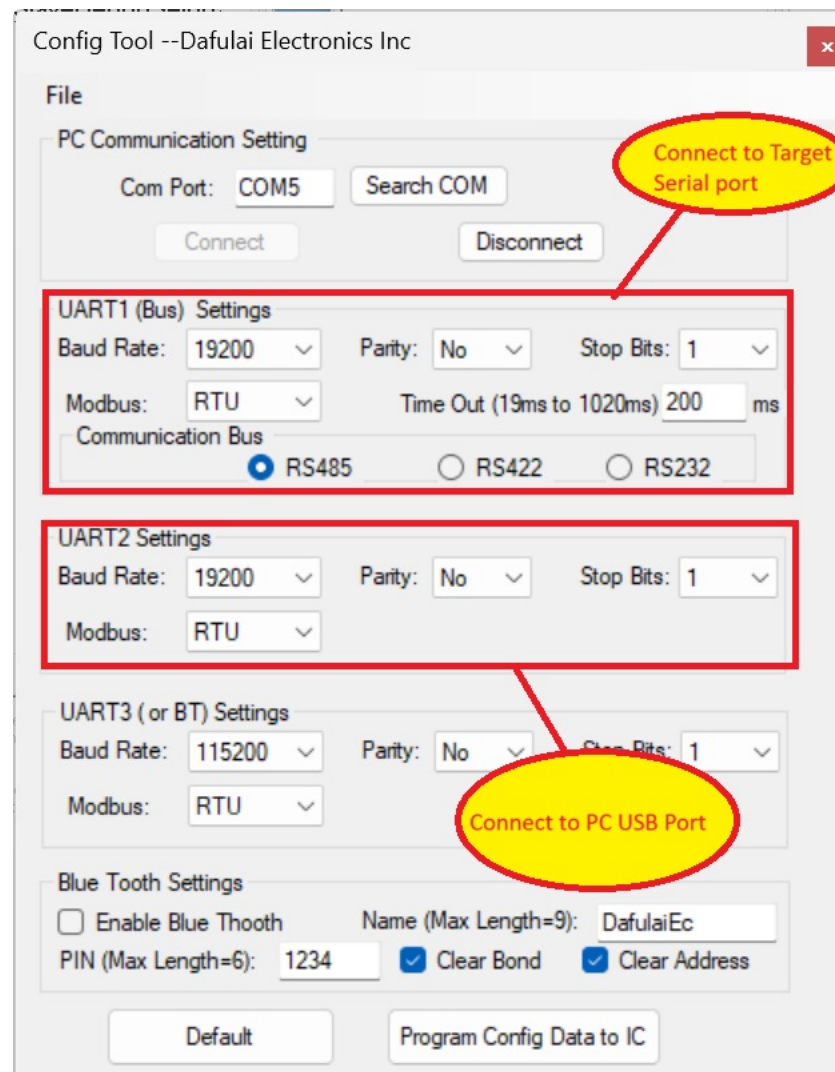 Config Tool --Dafulai Electronics Inc
x
File
PC Communication Setting
Com Port: COM5 Search COM
Connect Disconnect
Connect to Target
Serial port
UART1 (Bus) Settings
Baud Rate: 19200 Parity: No Stop Bits: 1
Modbus: RTU Time Out (19ms to 1020ms) 200 ms
Communication Bus
RS485 RS422 RS232
UART2 Settings
Baud Rate: 19200 Parity: No Stop Bits: 1
Modbus: RTU
UART3 ( or BT) Settings
Baud Rate: 115200 Parity: No Stop Bits: 1
Modbus: RTU
Connect to PC USB Port
Blue Tooth Settings
Enable Blue Thooth Name (Max Length=9): DafulaiEc
PIN (Max Length=6): 1234 Clear Bond Clear Address
Default Program Config Data to IC